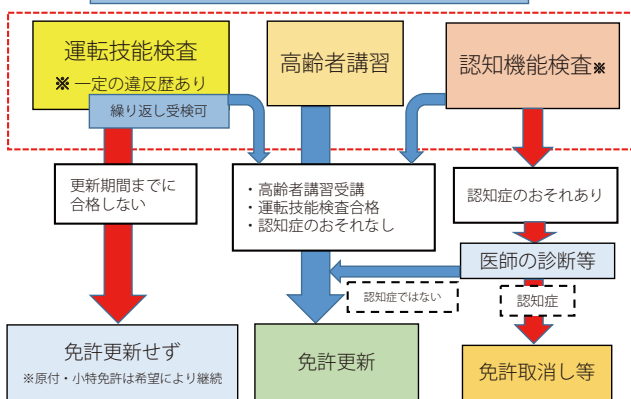 運転技能検査
※ 一定の違反歴あり
繰り返し受検可
高齢者講習
認知機能検査※
更新期間までに
合格しない
・高齢者講習受講
・運転技能検査合格
・認知症のおそれなし
認知症のおそれあり
医師の診断等
認知症ではない
認知症
免許更新せず
※原付・小特免許は希望により継続
免許更新
免許取消し等